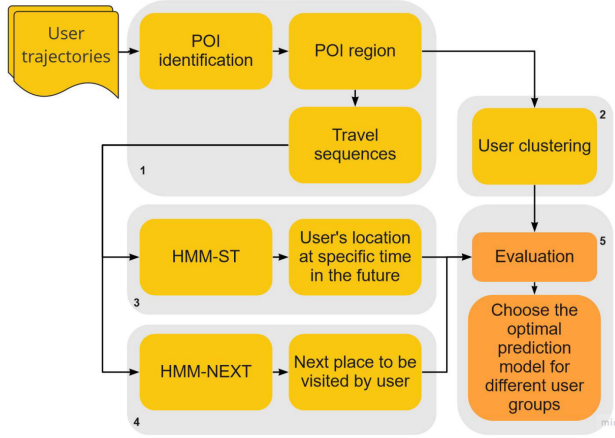 User
trajectories
POI
identification
POI region
Travel
sequences
1
2
User clustering
HMM-ST
User's location
at specific time
in the future
3
5
Evaluation
HMM-NEXT
Next place to be
visited by user
4
Choose the
optimal
prediction
model for
different user
groups